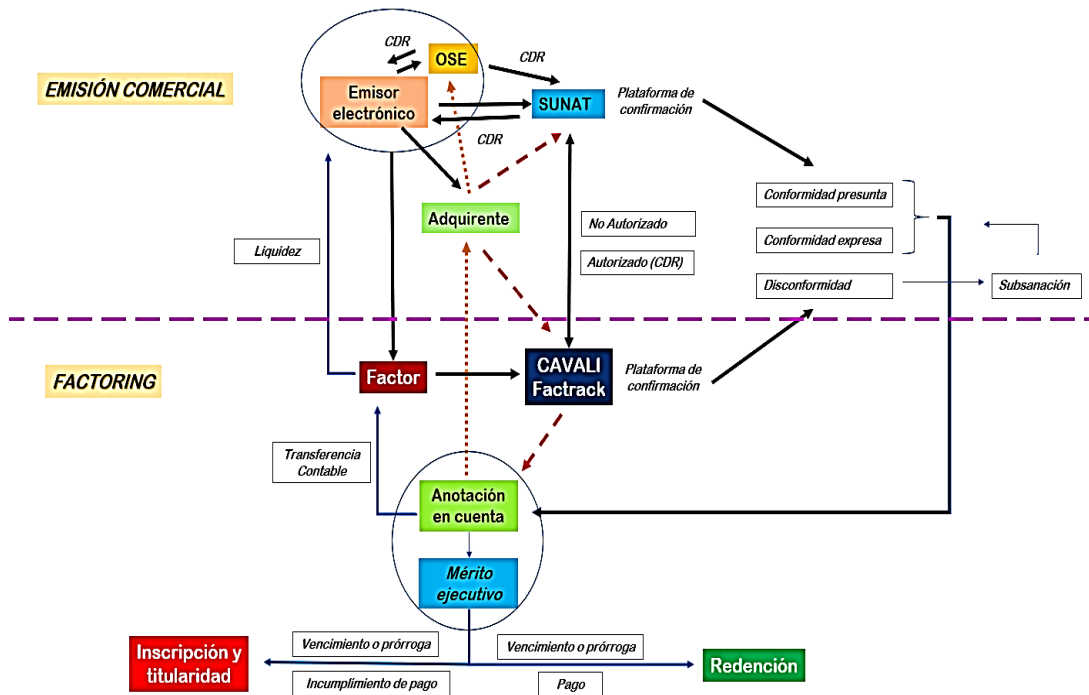 CDR
OSE
CDR
EMISIÓN COMERCIAL
Emisor
electrónico
SUNAT
Plataforma de
confirmación
CDR
Conformidad presunta
Adquirente
No Autorizado
Liquidez
Conformidad expresa
Autorizado (CDR)
Disconformidad
Subsanación
FACTORING
Factor
CAVALI
Factrack
Plataforma de
confirmación
Transferencia
Contable
Anotación
en cuenta
Mérito
ejecutivo
Inscripción y
titularidad
Vencimiento o prórroga
Vencimiento o prórroga
Redención
Incumplimiento de pago
Pago